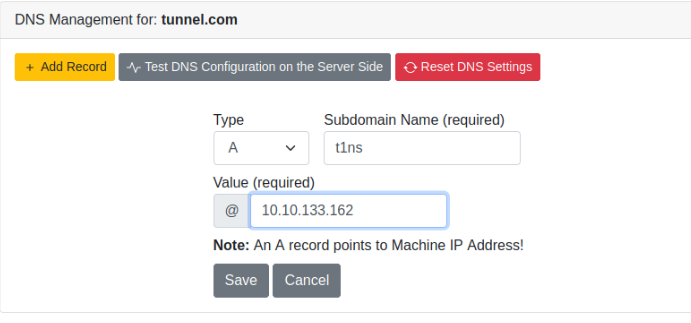 DNS Management for: tunnel.com
+ Add Record Test DNS Configuration on the Server Side Reset DNS Settings
Type Subdomain Name (required)
A t1ns
Value (required)
@ 10.10.133.162
Note: An A record points to Machine IP Address!
Save Cancel